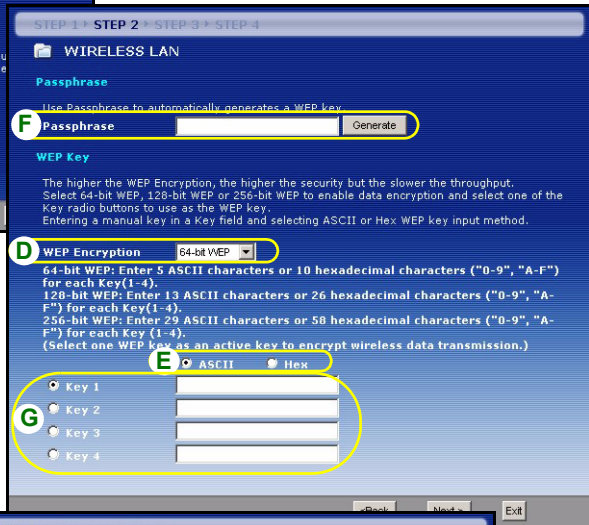 STEP 1 ▸ STEP 2 ▸ STEP 3 ▸ STEP 4
WIRELESS LAN
Passphrase
Use Passphrase to automatically generates a WEP key.
F Passphrase Generate
WEP Key
The higher the WEP Encryption, the higher the security but the slower the throughput.
Select 64-bit WEP, 128-bit WEP or 256-bit WEP to enable data encryption and select one of the
Key radio buttons to use as the WEP key.
Entering a manual key in a Key field and selecting ASCII or Hex WEP key input method.
D WEP Encryption 64-bit WEP
64-bit WEP: Enter 5 ASCII characters or 10 hexadecimal characters ("0-9", "A-F")
for each Key(1-4).
128-bit WEP: Enter 13 ASCII characters or 26 hexadecimal characters ("0-9", "A-
F") for each Key(1-4).
256-bit WEP: Enter 29 ASCII characters or 58 hexadecimal characters ("0-9", "A-
F") for each Key (1-4).
(Select one WEP key as an active key to encrypt wireless data transmission.)
E ASCII Hex
Key 1
Key 2
G Key 3
Key 4
<Back Next > Exit